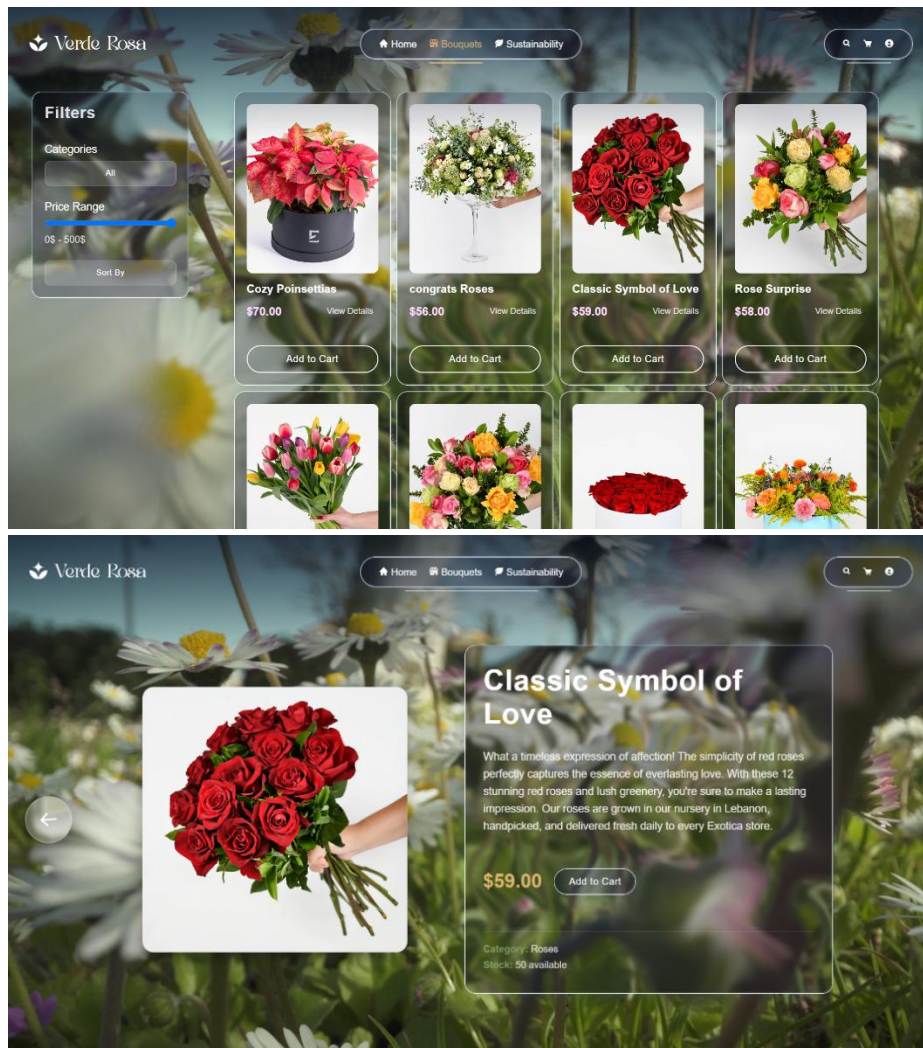 Verde Rosa
Home Bouquets Sustainability
Filters
Categories
All
Price Range
0$ - 500$
Sort By
E
Cozy Poinsettias
$70.00 View Details
Add to Cart
congrats Roses
$56.00 View Details
Add to Cart
Classic Symbol of Love
$59.00 View Details
Add to Cart
Rose Surprise
$58.00 View Details
Add to Cart
Verde Rosa
Home Bouquets Sustainability
Classic Symbol of
Love
What a timeless expression of affection! The simplicity of red roses
perfectly captures the essence of everlasting love. With these 12
stunning red roses and lush greenery, you're sure to make a lasting
impression. Our roses are grown in our nursery in Lebanon,
handpicked, and delivered fresh daily to every Exotica store.
$59.00 Add to Cart
Category: Roses
Stock: 50 available